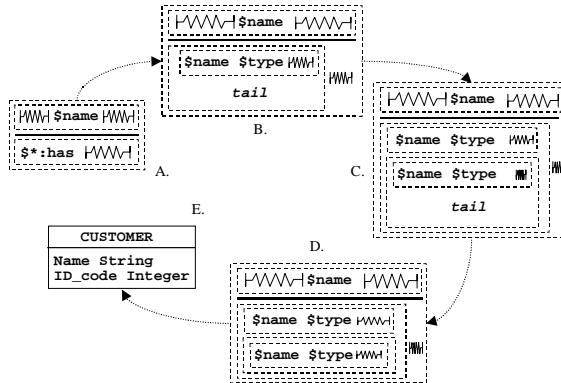 $name
$*:has
A.
$name
$name $type
tail
B.
$name
$name $type
$name $type
tail
C.
$name
$name $type
$name $type
D.
E.
CUSTOMER
Name String
ID_code Integer